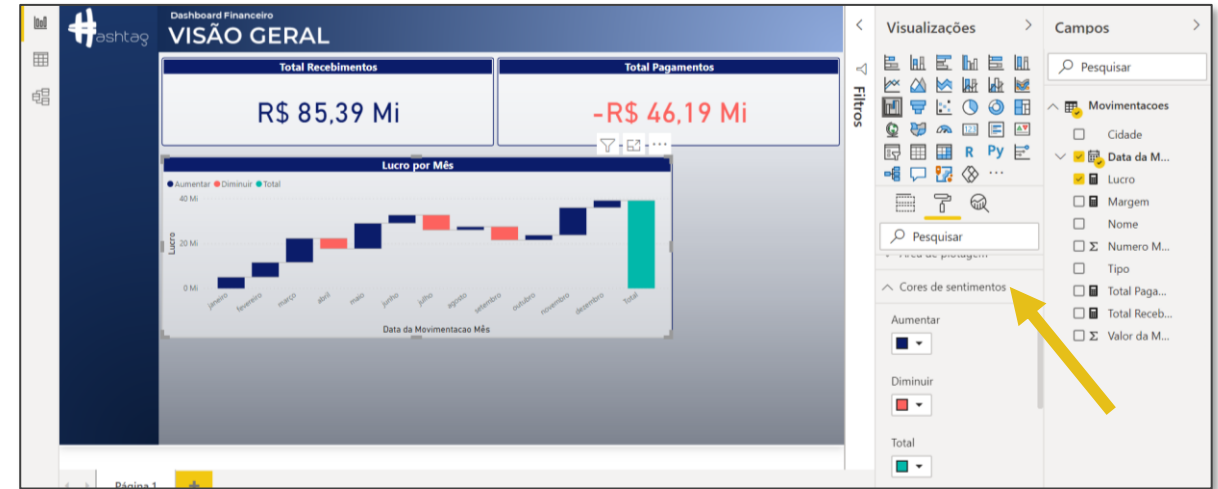 ashtag
Dashboard Financeiro
VISÃO GERAL
Total Recebimentos
R$ 85,39 Mi
Total Pagamentos
-R$ 46,19 Mi
Lucro por Mês
Aumentar Diminuir Total
Lucro
40 Mi
20 Mi
0 Mi
janeiro fevereiro março abril maio junho julho agosto setembro outubro novembro dezembro Total
Data da Movimentacao Mês
Página 1
Filtros
Visualizações
R Py
Pesquisar
Área de plotagem
Cores de sentimentos
Aumentar
Diminuir
Total
Campos
Pesquisar
Movimentacoes
Cidade
Data da M...
Lucro
Margem
Nome
Σ Numero M...
Tipo
Total Paga...
Total Receb...
Σ Valor da M...